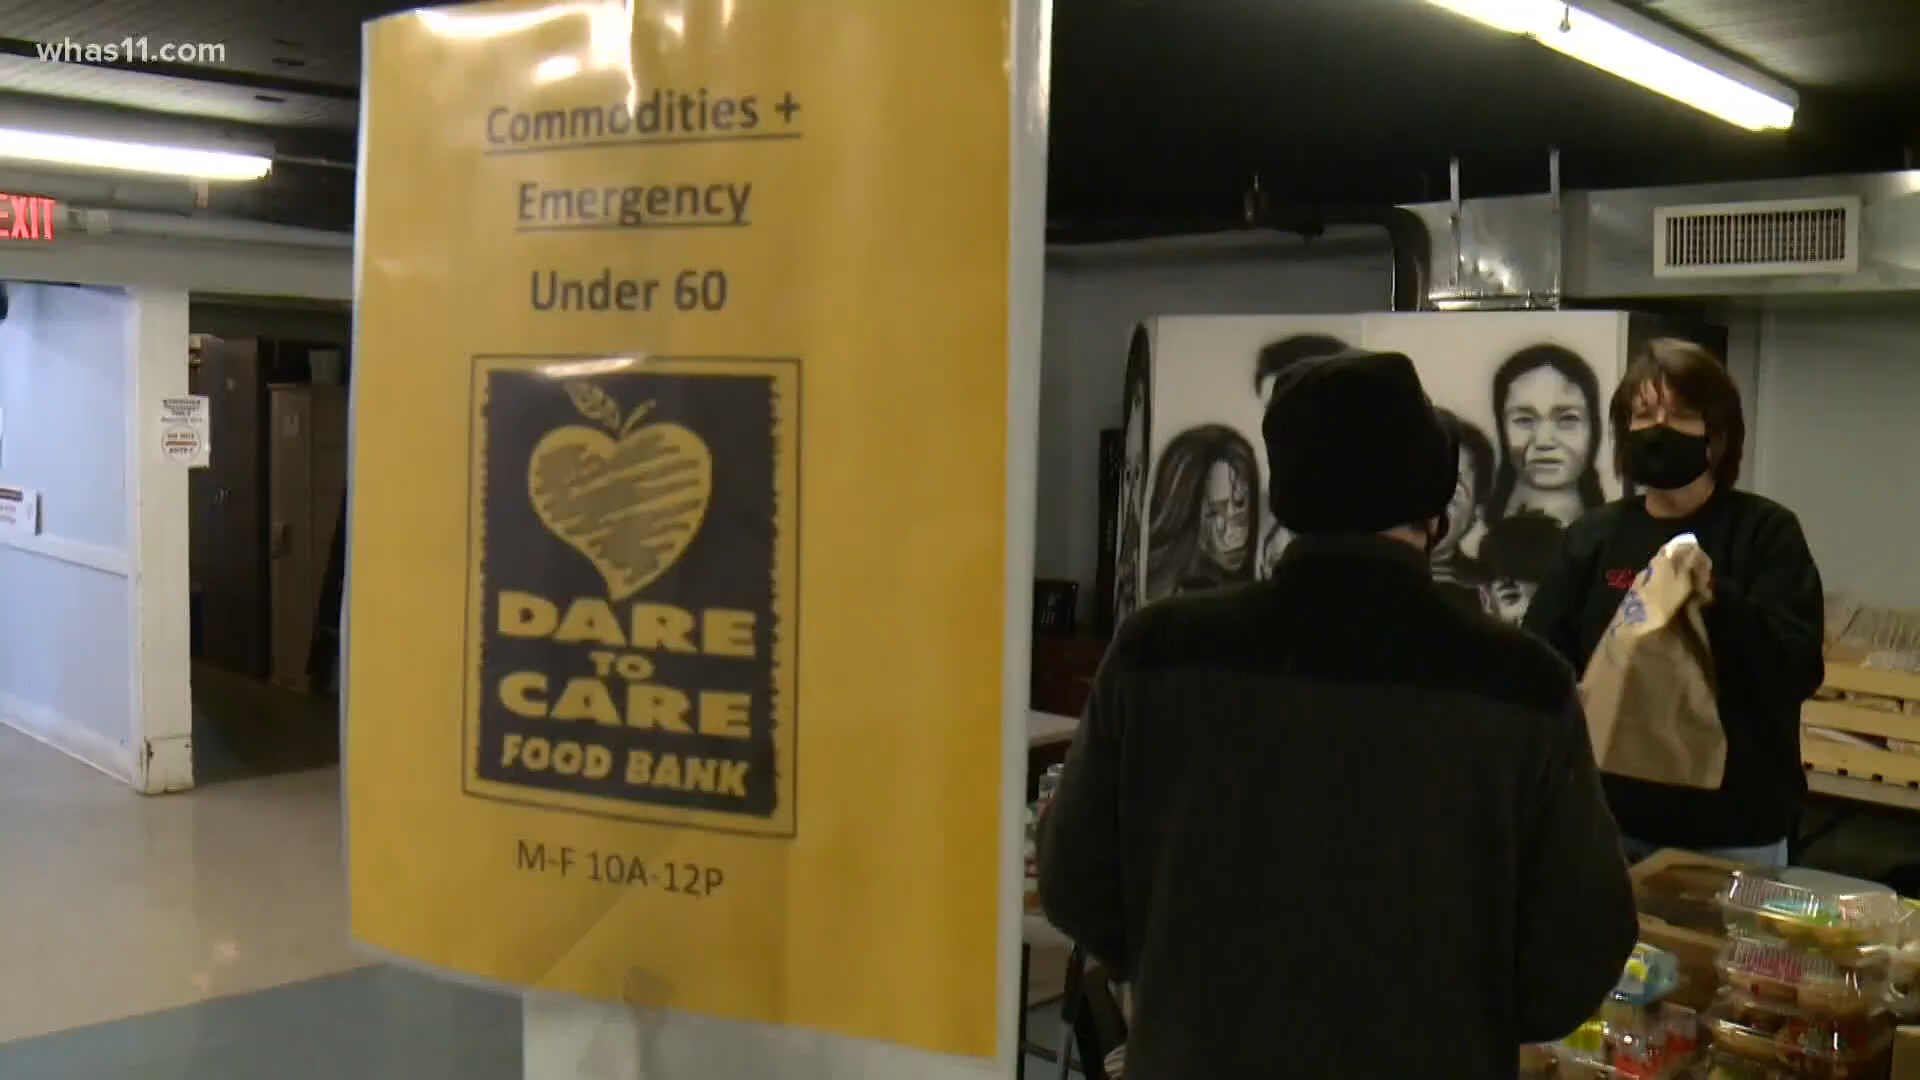 whas11.com
Commodities +
Emergency
Under 60
DARE
TO
CARE
FOOD BANK
M-F 10A-12P
EXIT